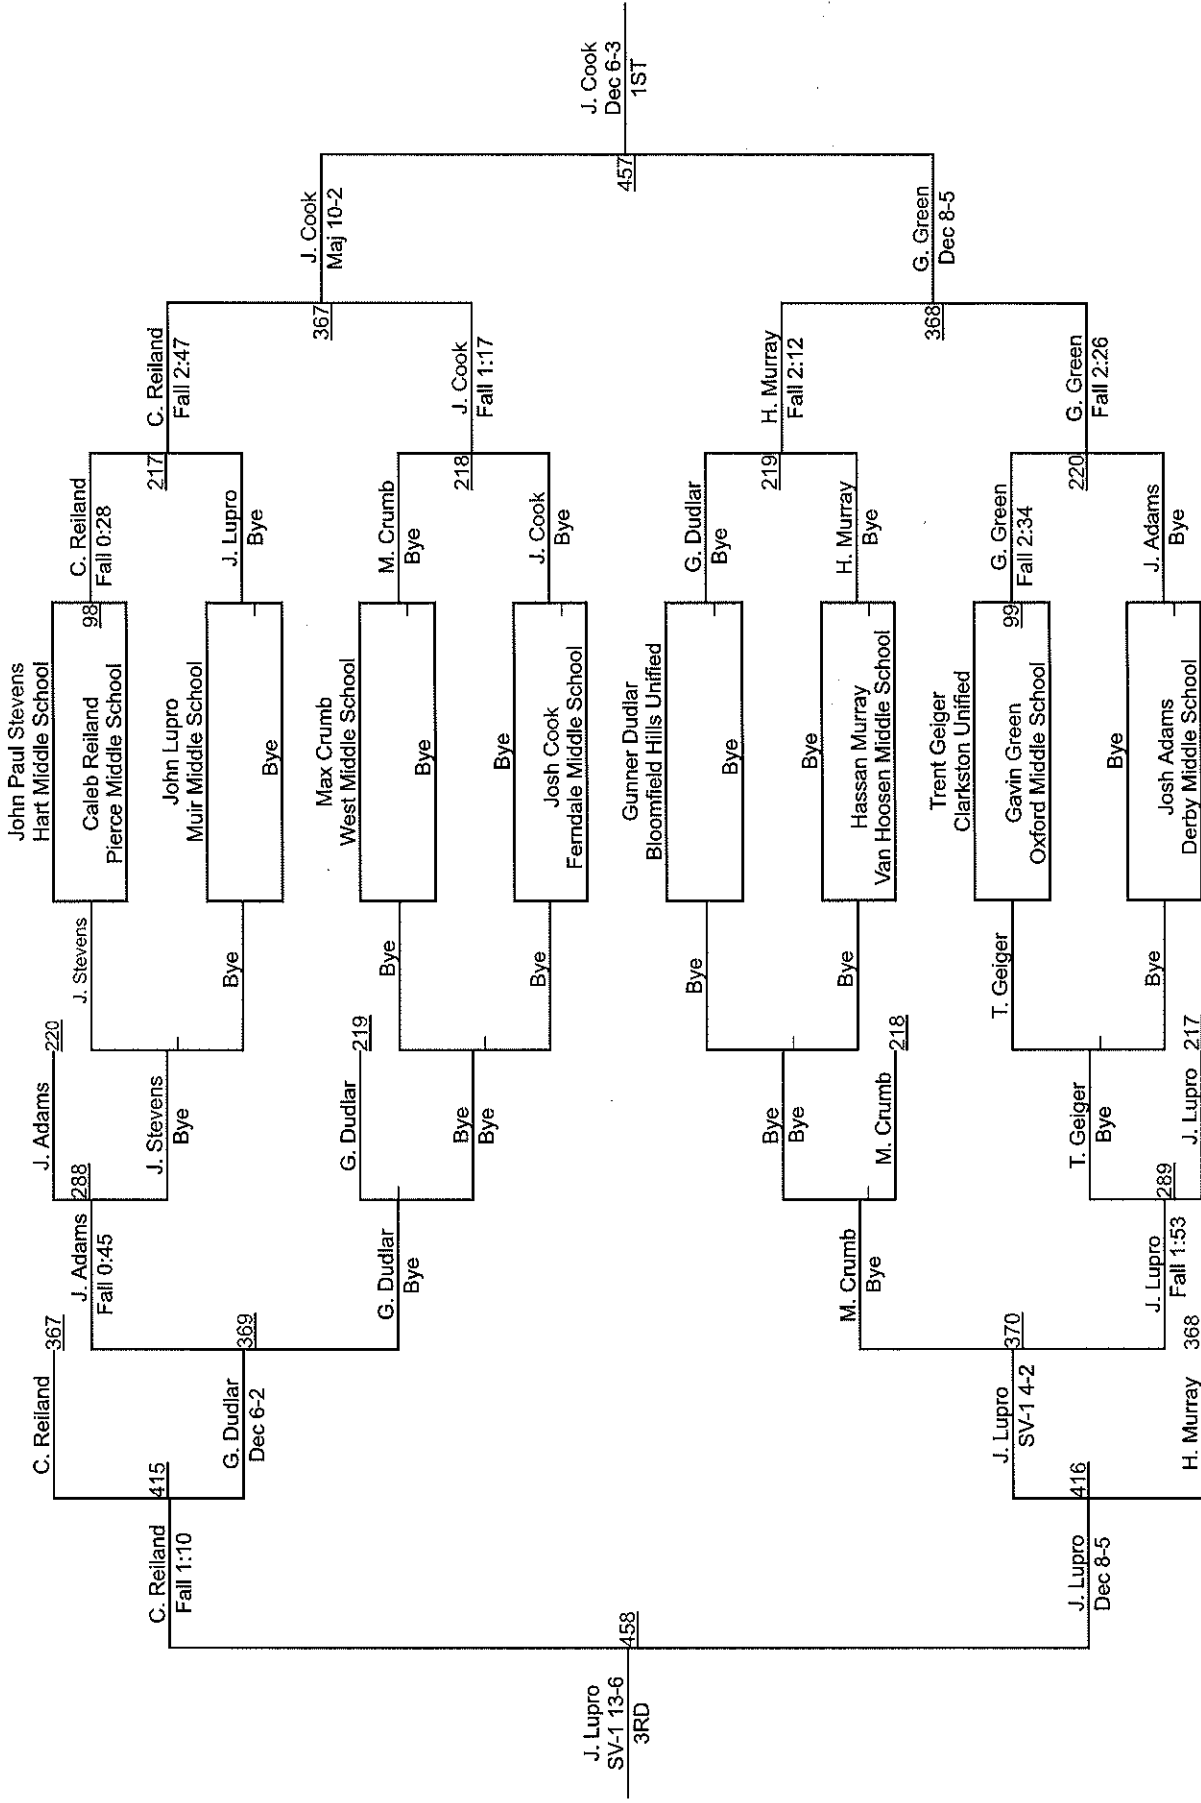 J. Cook
Dec 6-3
1ST
457
J. Cook
Maj 10-2
G. Green
Dec 8-5
367
368
C. Reiland
Fall 2:47
J. Cook
Fall 1:17
H. Murray
Fall 2:12
G. Green
Fall 2:26
217
218
219
220
C. Reiland
Fall 0:28
J. Lupro
Bye
M. Crumb
Bye
J. Cook
Bye
G. Dudlar
Bye
H. Murray
Bye
G. Green
Fall 2:34
J. Adams
Bye
John Paul Stevens
Hart Middle School
98
Caleb Reiland
Pierce Middle School
John Lupro
Muir Middle School
Bye
Max Crumb
West Middle School
Bye
Bye
Josh Cook
Ferndale Middle School
Gunner Dudlar
Bloomfield Hills Unified
Bye
Bye
Hassan Murray
Van Hoosen Middle School
Trent Geiger
Clarkston Unified
99
Gavin Green
Oxford Middle School
Bye
Josh Adams
Derby Middle School
J. Stevens
Bye
Bye
Bye
Bye
Bye
T. Geiger
Bye
J. Adams
220
J. Stevens
Bye
G. Dudlar
219
Bye
Bye
Bye
Bye
M. Crumb
218
T. Geiger
Bye
J. Lupro
217
288
289
J. Adams
Fall 0:45
G. Dudlar
Bye
M. Crumb
Bye
J. Lupro
Fall 1:53
C. Reiland
367
369
G. Dudlar
Dec 6-2
370
J. Lupro
SV-1 4-2
H. Murray
368
415
416
C. Reiland
Fall 1:10
J. Lupro
Dec 8-5
458
J. Lupro
SV-1 13-6
3RD